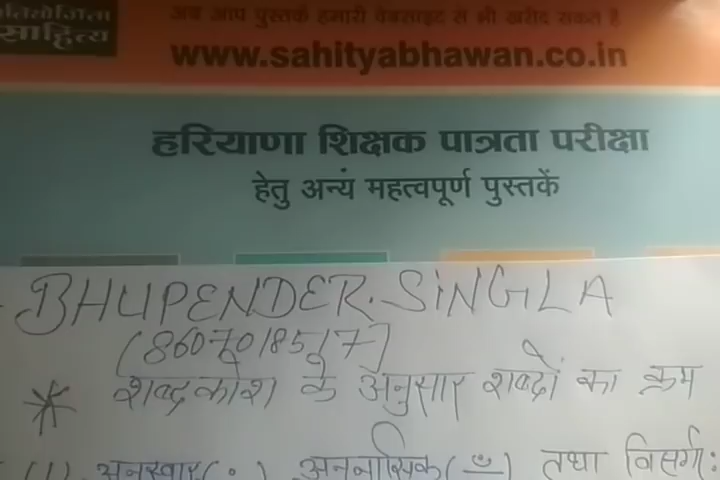 साहित्य
अब आप पुस्तकें हमारी वेबसाइट से भी खरीद सकते हैं
www.sahityabhawan.co.in
हरियाणा शिक्षक पात्रता परीक्षा
हेतु अन्य महत्वपूर्ण पुस्तकें
BHUPENDER SINGLA
(8607018517)
* शब्दकोश के अनुसार शब्दों का क्रम
(1) अनुस्वार( ं ) अनुनासिक( ँ ) तथा विसर्ग: